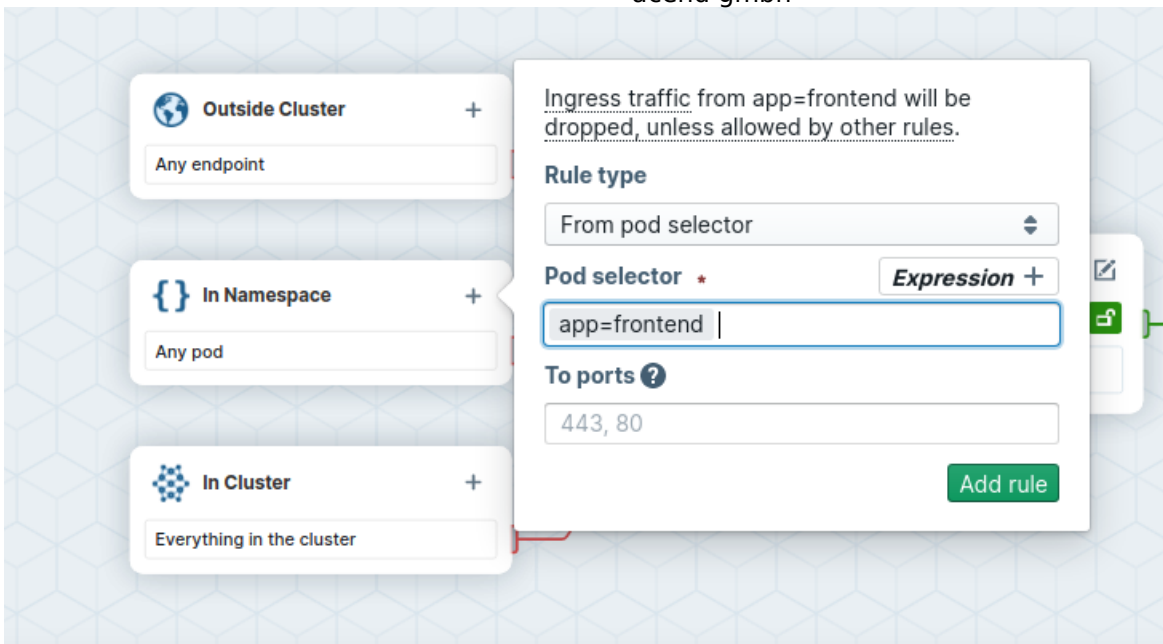 acend gmbh
Outside Cluster
Any endpoint
In Namespace
Any pod
In Cluster
Everything in the cluster
Ingress traffic from app=frontend will be
dropped, unless allowed by other rules.
Rule type
From pod selector
Pod selector *
Expression +
app=frontend
To ports ?
443, 80
Add rule